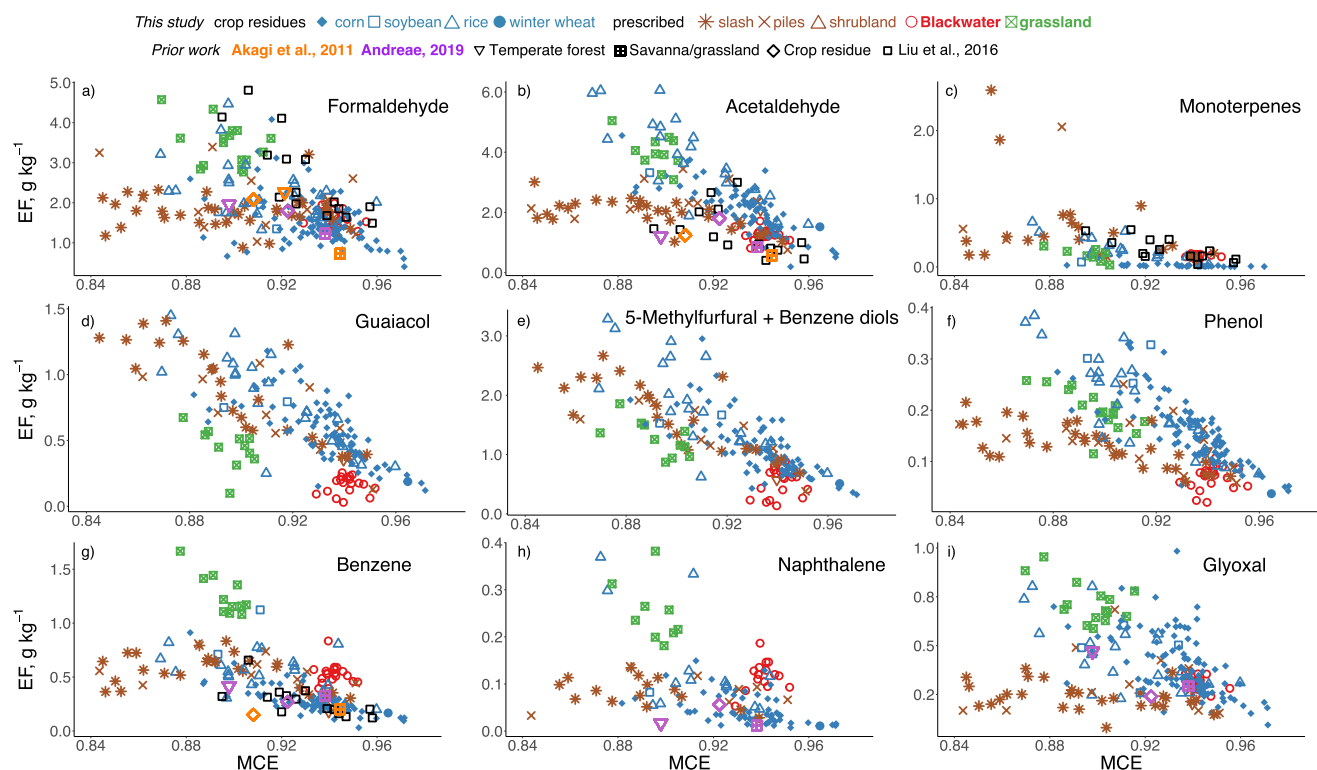 This study crop residues corn soybean rice winter wheat prescribed slash piles shrubland Blackwater grassland
Prior work Akagi et al., 2011 Andreae, 2019 Temperate forest Savanna/grassland Crop residue Liu et al., 2016
a) Formaldehyde
5.0
4.0
3.0
2.0
1.0
EF, g kg⁻¹
0.84 0.88 0.92 0.96
b) Acetaldehyde
6.0
4.0
2.0
0.0
0.84 0.88 0.92 0.96
c) Monoterpenes
2.0
1.0
0.0
0.84 0.88 0.92 0.96
d) Guaiacol
1.5
1.0
0.5
0.0
EF, g kg⁻¹
0.84 0.88 0.92 0.96
e) 5-Methylfurfural + Benzene diols
3.0
2.0
1.0
0.0
0.84 0.88 0.92 0.96
f) Phenol
0.4
0.3
0.2
0.1
0.84 0.88 0.92 0.96
g) Benzene
1.5
1.0
0.5
0.0
EF, g kg⁻¹
0.84 0.88 0.92 0.96
MCE
h) Naphthalene
0.4
0.3
0.2
0.1
0.0
0.84 0.88 0.92 0.96
MCE
i) Glyoxal
1.0
0.8
0.5
0.2
0.84 0.88 0.92 0.96
MCE